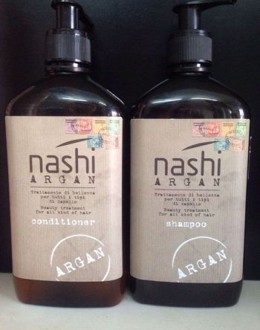 nashi
ARGAN
Trattamento di bellezza
per tutti i tipi
di capello
Beauty treatment
for all kind of hair
conditioner
ARGAN
nashi
ARGAN
Trattamento di bellezza
per tutti i tipi
di capello
Beauty treatment
for all kind of hair
shampoo
ARGAN